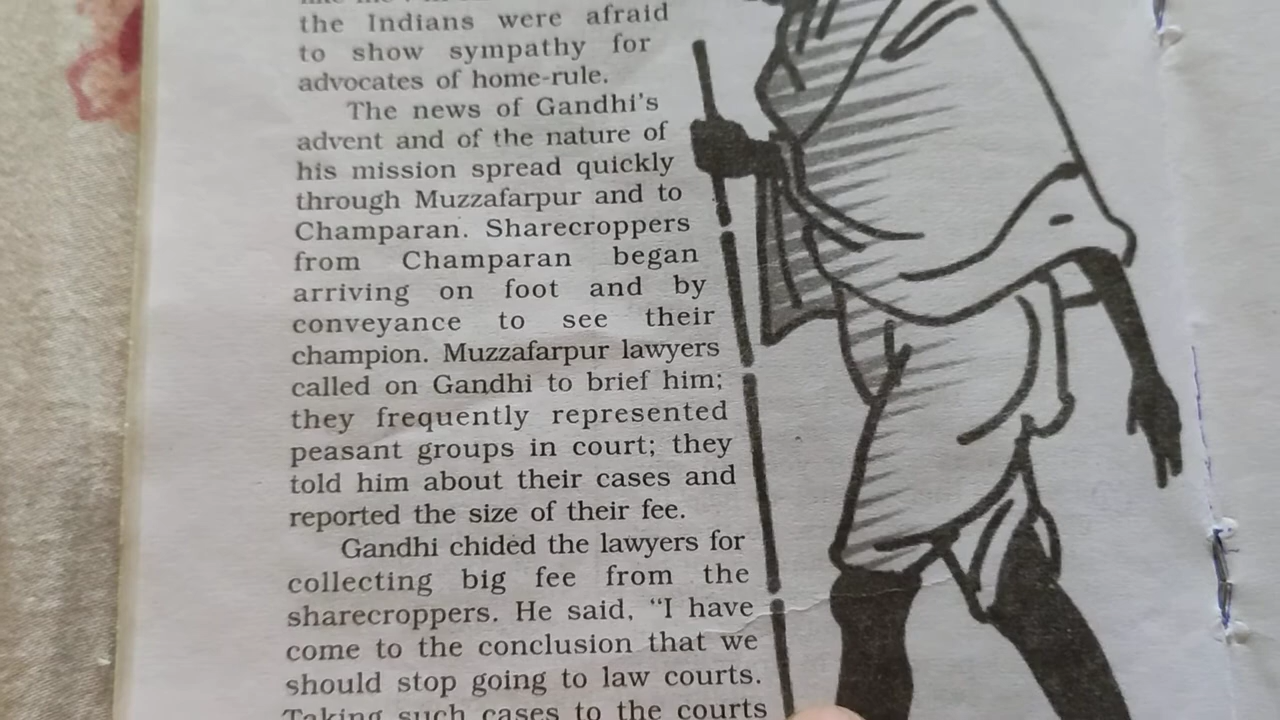 the Indians were afraid
to show sympathy for
advocates of home-rule.
The news of Gandhi's
advent and of the nature of
his mission spread quickly
through Muzzafarpur and to
Champaran. Sharecroppers
from Champaran began
arriving on foot and by
conveyance to see their
champion. Muzzafarpur lawyers
called on Gandhi to brief him;
they frequently represented
peasant groups in court; they
told him about their cases and
reported the size of their fee.
Gandhi chided the lawyers for
collecting big fee from the
sharecroppers. He said, “I have
come to the conclusion that we
should stop going to law courts.
Taking such cases to the courts